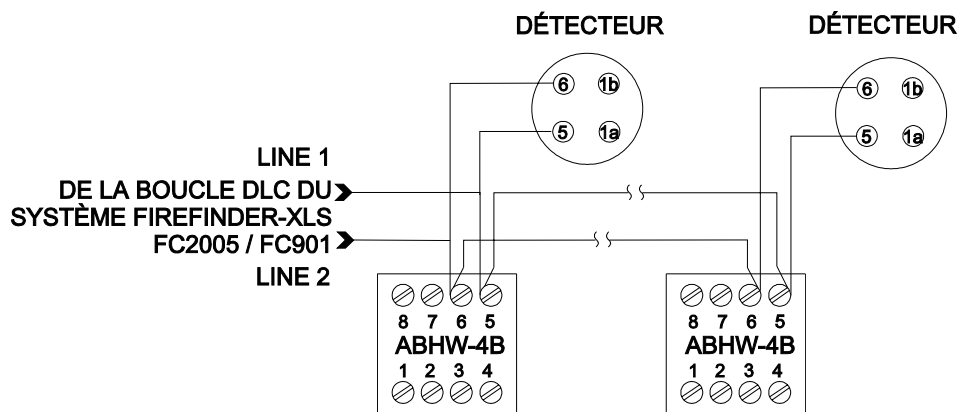 DÉTECTEUR
DÉTECTEUR
6 1b
5 1a
6 1b
5 1a
LINE 1
DE LA BOUCLE DLC DU
SYSTÈME FIREFINDER-XLS
FC2005 / FC901
LINE 2
8 7 6 5
ABHW-4B
1 2 3 4
8 7 6 5
ABHW-4B
1 2 3 4